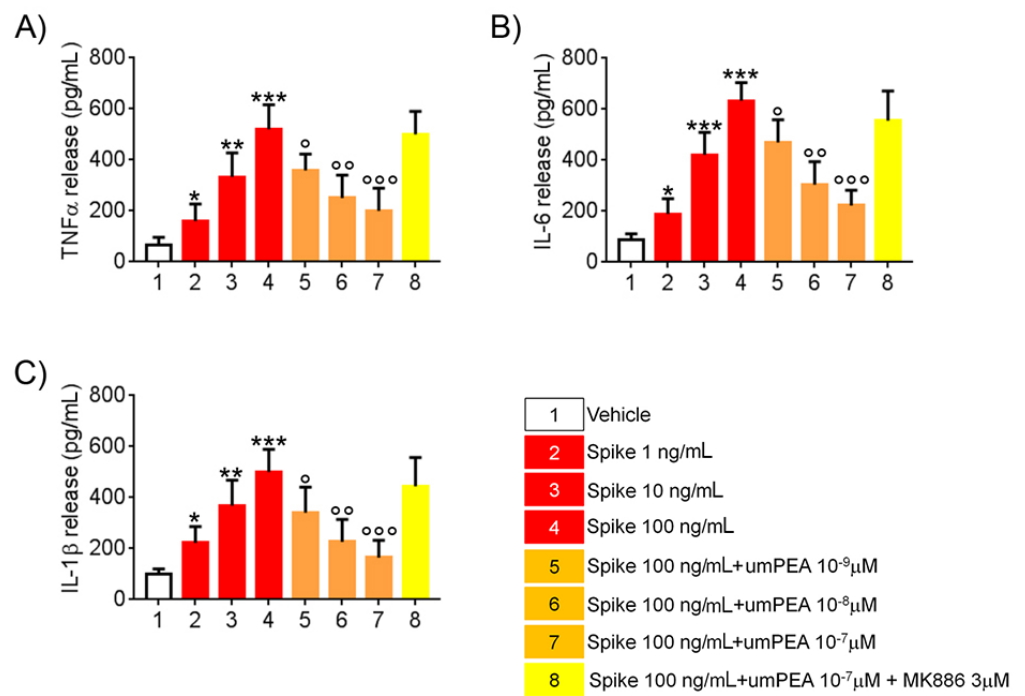 A)
TNFα release (pg/mL)
800
600
400
200
0
* ** *** ° °° °°°
1 2 3 4 5 6 7 8
B)
IL-6 release (pg/mL)
800
600
400
200
0
* *** *** ° °° °°°
1 2 3 4 5 6 7 8
C)
IL-1β release (pg/mL)
800
600
400
200
0
* ** *** ° °° °°°
1 2 3 4 5 6 7 8
1 Vehicle
2 Spike 1 ng/mL
3 Spike 10 ng/mL
4 Spike 100 ng/mL
5 Spike 100 ng/mL+umPEA 10⁻⁹μM
6 Spike 100 ng/mL+umPEA 10⁻⁸μM
7 Spike 100 ng/mL+umPEA 10⁻⁷μM
8 Spike 100 ng/mL+umPEA 10⁻⁷μM + MK886 3μM